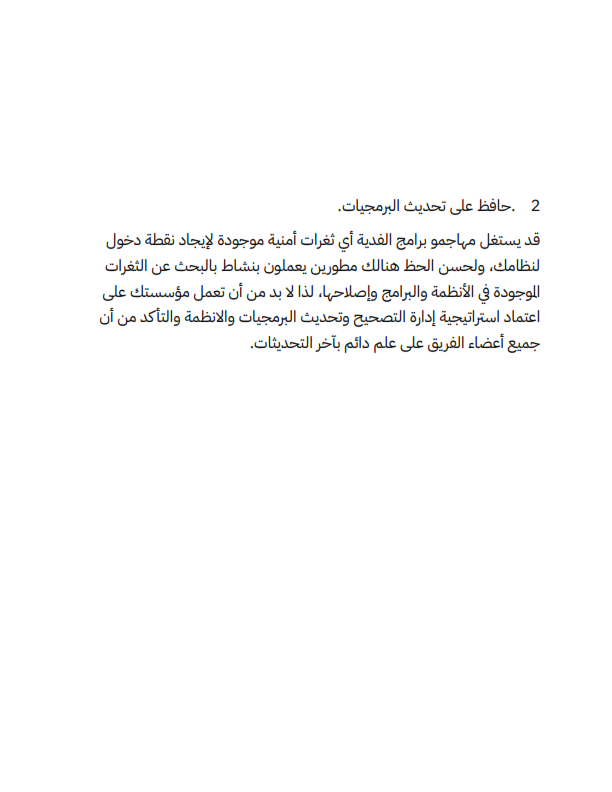 2 .حافظ على تحديث البرمجيات.
قد يستغل مهاجمو برامج الفدية أي ثغرات أمنية موجودة لإيجاد نقطة دخول
لنظامك، ولحسن الحظ هنالك مطورين يعملون بنشاط بالبحث عن الثغرات
الموجودة في الأنظمة والبرامج وإصلاحها، لذا لا بد من أن تعمل مؤسستك على
اعتماد استراتيجية إدارة التصحيح وتحديث البرمجيات والانظمة والتأكد من أن
جميع أعضاء الفريق على علم دائم بآخر التحديثات.